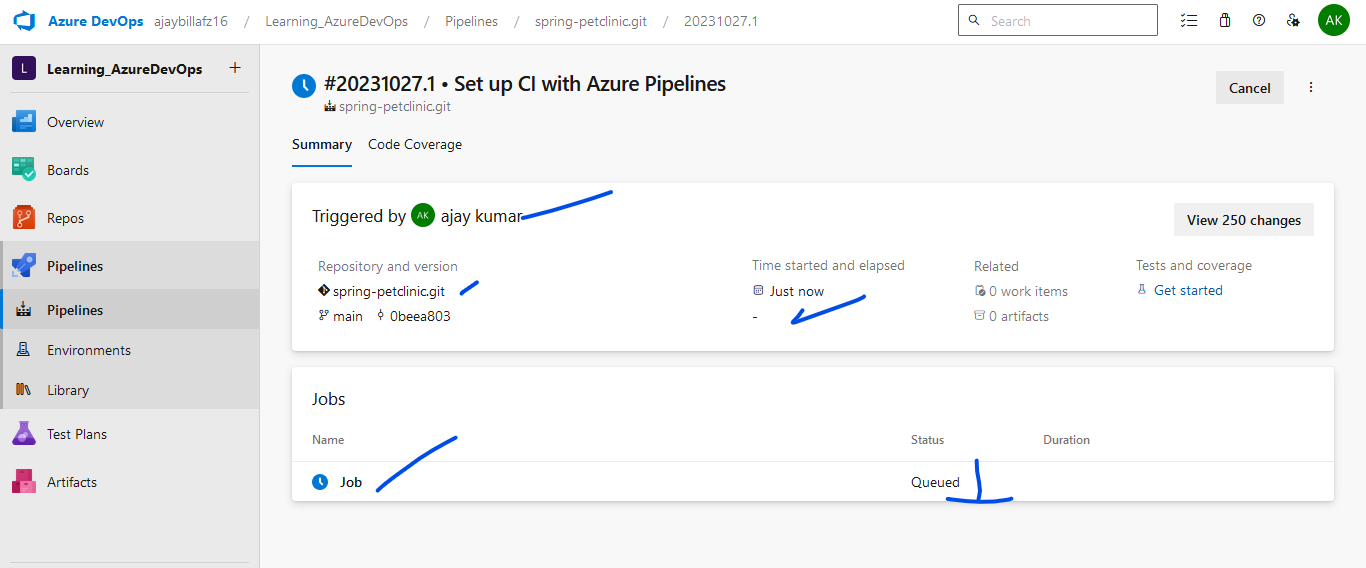 Azure DevOps ajaybillafz16 / Learning_AzureDevOps / Pipelines / spring-petclinic.git / 20231027.1
Search
AK
L Learning_AzureDevOps +
Overview
Boards
Repos
Pipelines
Pipelines
Environments
Library
Test Plans
Artifacts
#20231027.1 • Set up CI with Azure Pipelines
spring-petclinic.git
Cancel
Summary Code Coverage
Triggered by AK ajay kumar
View 250 changes
Repository and version Time started and elapsed Related Tests and coverage
spring-petclinic.git Just now 0 work items Get started
main 0beea803 - 0 artifacts
Jobs
Name Status Duration
Job Queued